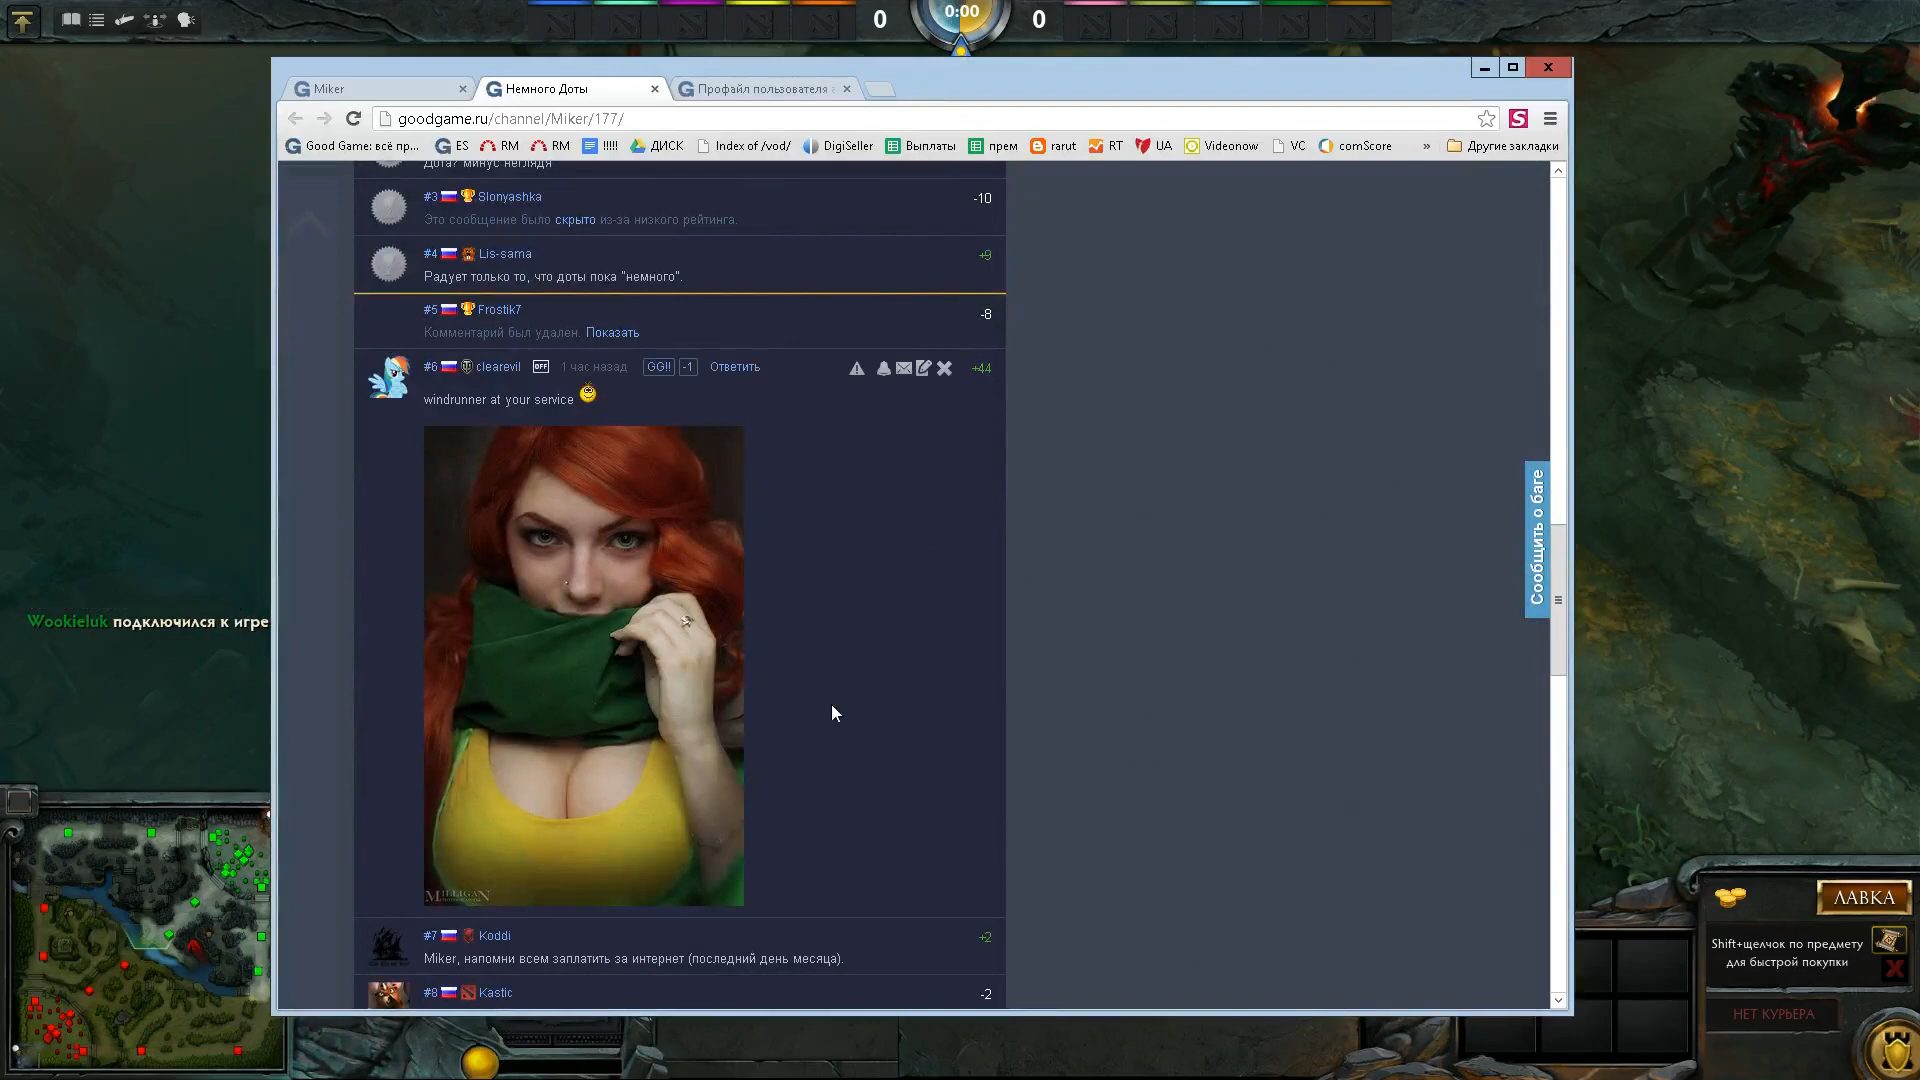 0
0:00
0
Miker
Немного Доты
Профайл пользователя
goodgame.ru/channel/Miker/177/
Good Game: всё пр...
ES
RM
RM
!!!!!
ДИСК
Index of /vod/
DigiSeller
Выплаты
прем
rarut
RT
UA
Videonow
VC
comScore
»
Другие закладки
Дота? минус неглядя
#3 Slonyashka
-10
Это сообщение было скрыто из-за низкого рейтинга.
#4 Lis-sama
+9
Радует только то, что доты пока "немного".
#5 Frostik7
-8
Комментарий был удален. Показать
#6 clearevil OFF 1 час назад GG!! -1 Ответить
+44
windrunner at your service
MILLIGAN
Сообщить о баге
Wookieluk подключился к игре
#7 Koddi
+2
Miker, напомни всем заплатить за интернет (последний день месяца).
#8 Kastic
-2
ЛАВКА
Shift+щелчок по предмету
для быстрой покупки
НЕТ КУРЬЕРА